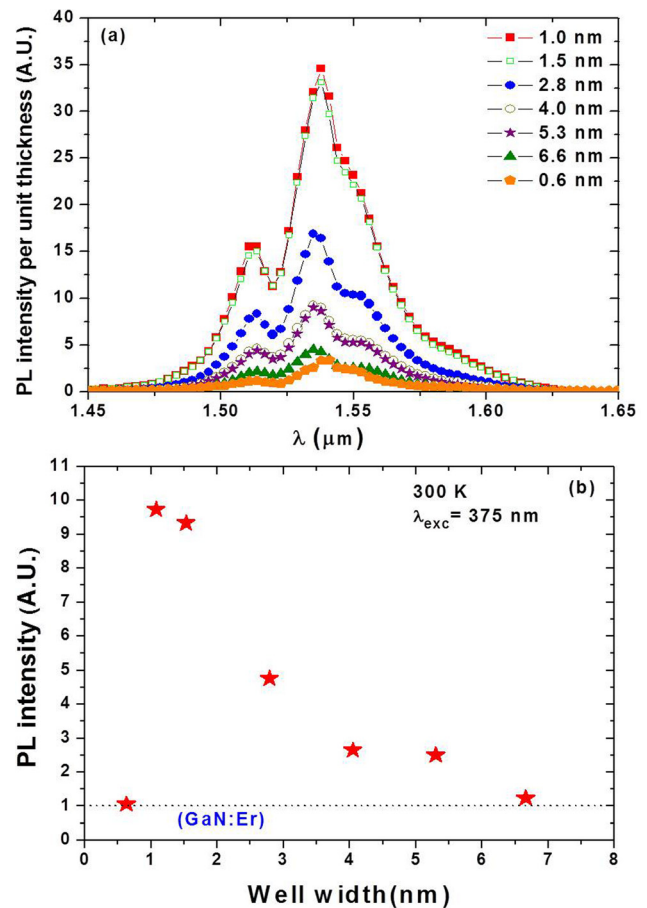 (a)
PL intensity per unit thickness (A.U.)
40
35
30
25
20
15
10
5
0
1.0 nm
1.5 nm
2.8 nm
4.0 nm
5.3 nm
6.6 nm
0.6 nm
1.45 1.50 1.55 1.60 1.65
λ (μm)
(b)
300 K
λexc= 375 nm
PL intensity (A.U.)
11
10
9
8
7
6
5
4
3
2
1
0
(GaN:Er)
0 1 2 3 4 5 6 7 8
Well width(nm)